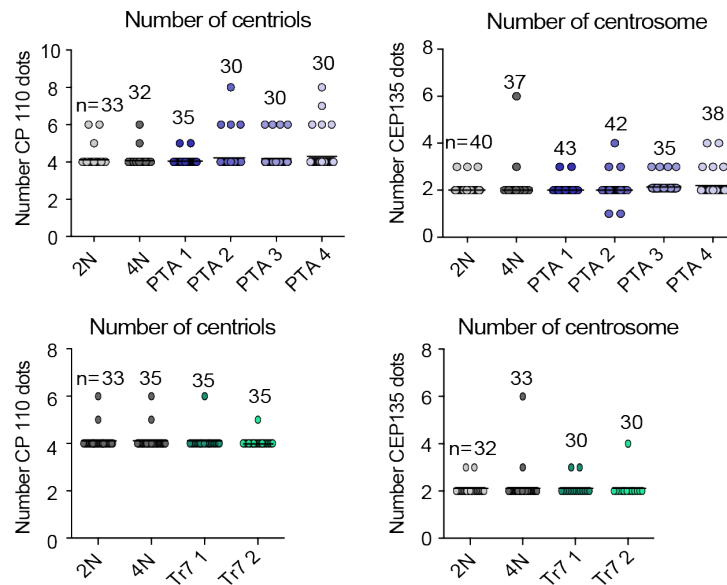 Number of centriols
Number CP 110 dots
10
8
6
4
2
0
n=33
32
35
30
30
30
2N
4N
PTA 1
PTA 2
PTA 3
PTA 4
Number of centrosome
Number CEP135 dots
8
6
4
2
0
n=40
37
43
42
35
38
2N
4N
PTA 1
PTA 2
PTA 3
PTA 4
Number of centriols
Number CP 110 dots
8
6
4
2
0
n=33
35
35
35
2N
4N
Tr7 1
Tr7 2
Number of centrosome
Number CEP135 dots
8
6
4
2
0
n=32
33
30
30
2N
4N
Tr7 1
Tr7 2